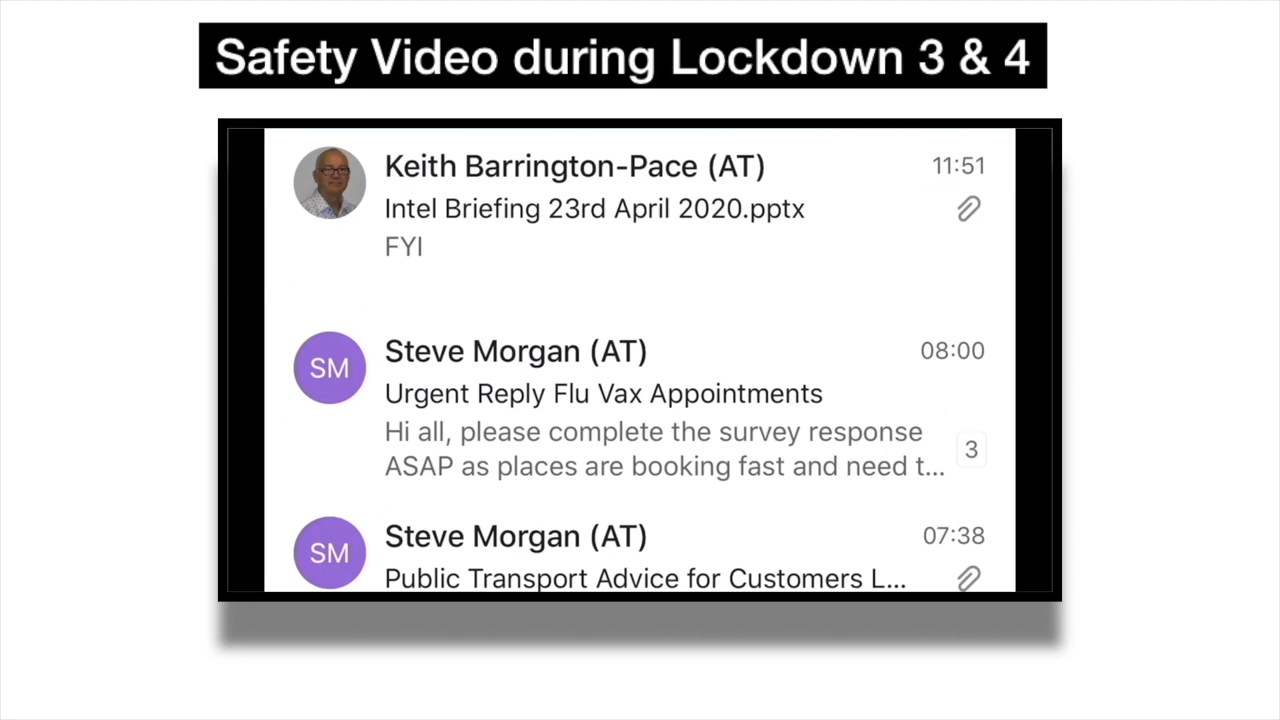 Safety Video during Lockdown 3 & 4
Keith Barrington-Pace (AT)
11:51
Intel Briefing 23rd April 2020.pptx
FYI
SM
Steve Morgan (AT)
08:00
Urgent Reply Flu Vax Appointments
Hi all, please complete the survey response
ASAP as places are booking fast and need t...
3
SM
Steve Morgan (AT)
07:38
Public Transport Advice for Customers L...